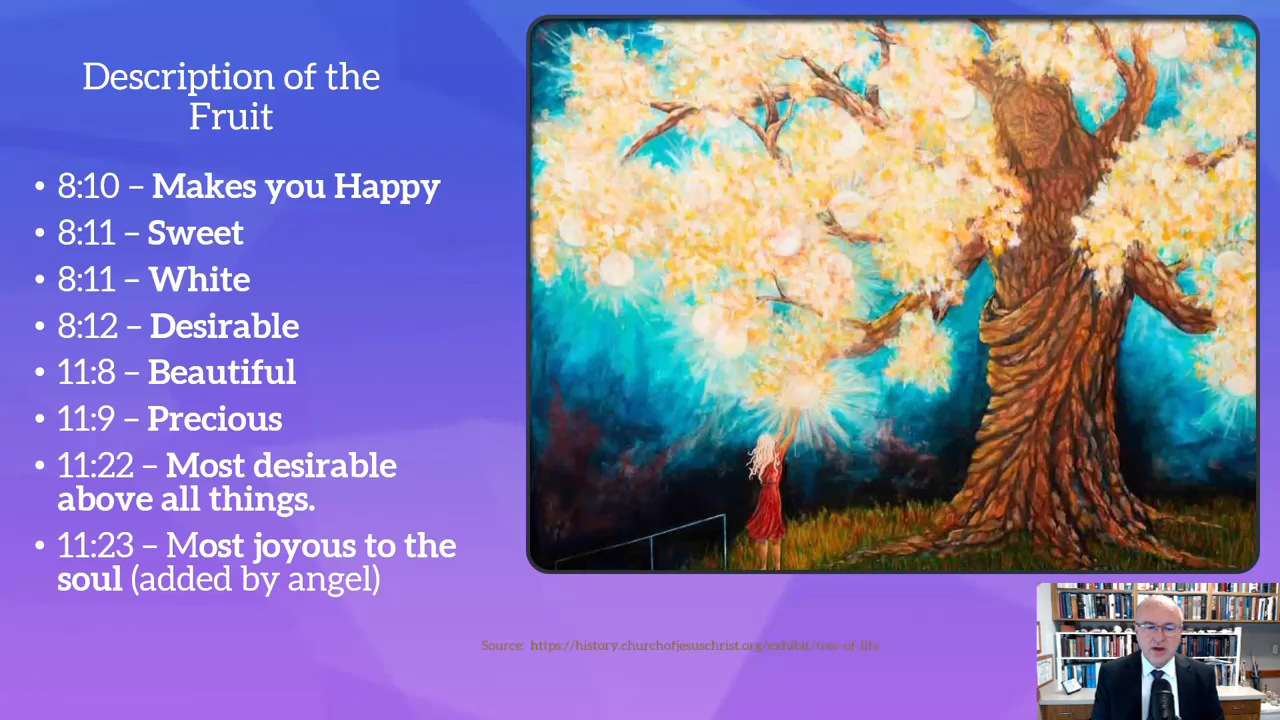 Description of the
Fruit
• 8:10 – Makes you Happy
• 8:11 – Sweet
• 8:11 – White
• 8:12 – Desirable
• 11:8 – Beautiful
• 11:9 – Precious
• 11:22 – Most desirable
above all things.
• 11:23 – Most joyous to the
soul (added by angel)
Source: https://history.churchofjesuschrist.org/exhibit/tree-of-life